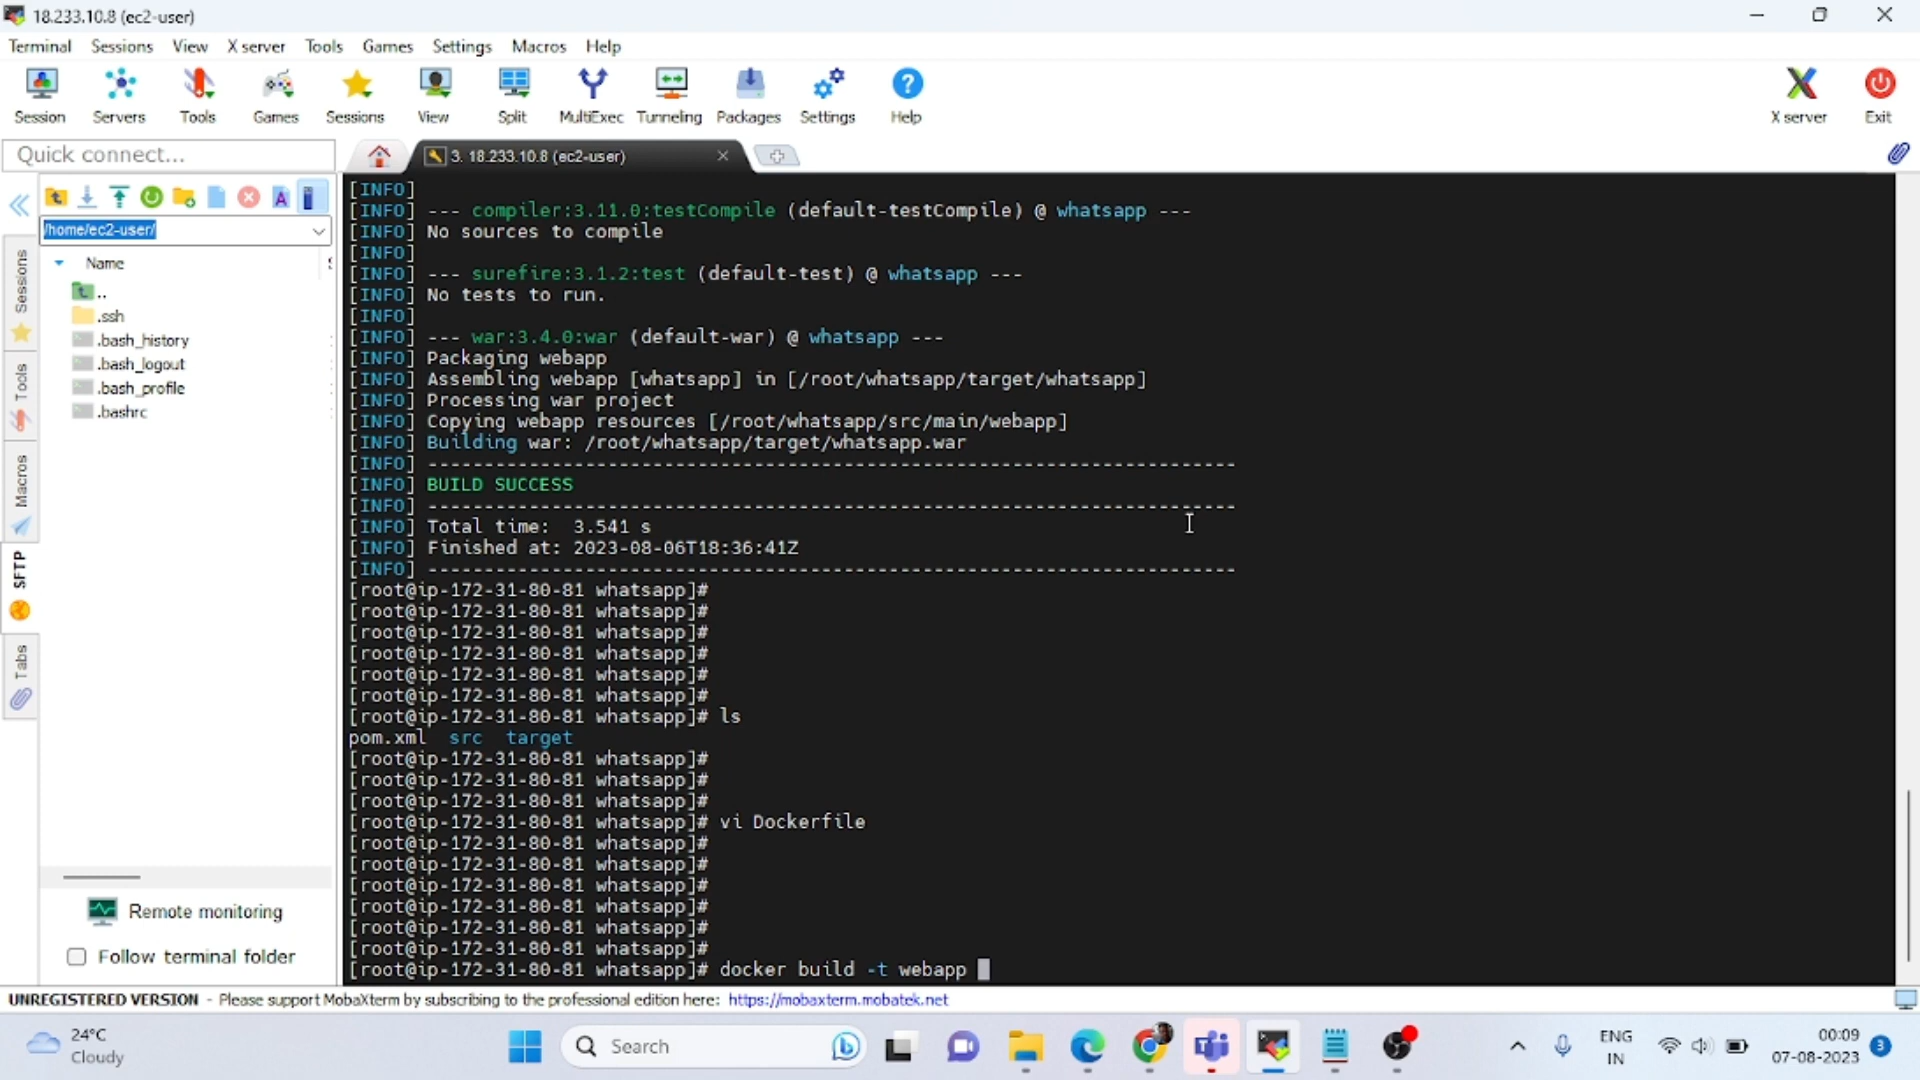 18.233.10.8 (ec2-user)
Terminal Sessions View X server Tools Games Settings Macros Help
Session Servers Tools Games Sessions View Split MultiExec Tunneling Packages Settings Help X server Exit
Quick connect...
3. 18.233.10.8 (ec2-user)
/home/ec2-user/
Name
..
.ssh
.bash_history
.bash_logout
.bash_profile
.bashrc
Sessions
Tools
Macros
SFTP
Tabs
Remote monitoring
Follow terminal folder
[INFO]
[INFO] --- compiler:3.11.0:testCompile (default-testCompile) @ whatsapp ---
[INFO] No sources to compile
[INFO]
[INFO] --- surefire:3.1.2:test (default-test) @ whatsapp ---
[INFO] No tests to run.
[INFO]
[INFO] --- war:3.4.0:war (default-war) @ whatsapp ---
[INFO] Packaging webapp
[INFO] Assembling webapp [whatsapp] in [/root/whatsapp/target/whatsapp]
[INFO] Processing war project
[INFO] Copying webapp resources [/root/whatsapp/src/main/webapp]
[INFO] Building war: /root/whatsapp/target/whatsapp.war
[INFO] ------------------------------------------------------------------------
[INFO] BUILD SUCCESS
[INFO] ------------------------------------------------------------------------
[INFO] Total time:  3.541 s
[INFO] Finished at: 2023-08-06T18:36:41Z
[INFO] ------------------------------------------------------------------------
[root@ip-172-31-80-81 whatsapp]#
[root@ip-172-31-80-81 whatsapp]#
[root@ip-172-31-80-81 whatsapp]#
[root@ip-172-31-80-81 whatsapp]#
[root@ip-172-31-80-81 whatsapp]#
[root@ip-172-31-80-81 whatsapp]#
[root@ip-172-31-80-81 whatsapp]# ls
pom.xml  src  target
[root@ip-172-31-80-81 whatsapp]#
[root@ip-172-31-80-81 whatsapp]#
[root@ip-172-31-80-81 whatsapp]#
[root@ip-172-31-80-81 whatsapp]# vi Dockerfile
[root@ip-172-31-80-81 whatsapp]#
[root@ip-172-31-80-81 whatsapp]#
[root@ip-172-31-80-81 whatsapp]#
[root@ip-172-31-80-81 whatsapp]#
[root@ip-172-31-80-81 whatsapp]#
[root@ip-172-31-80-81 whatsapp]#
[root@ip-172-31-80-81 whatsapp]# docker build -t webapp
UNREGISTERED VERSION - Please support MobaXterm by subscribing to the professional edition here: https://mobaxterm.mobatek.net
24°C
Cloudy
Search
ENG
IN
00:09
07-08-2023
3